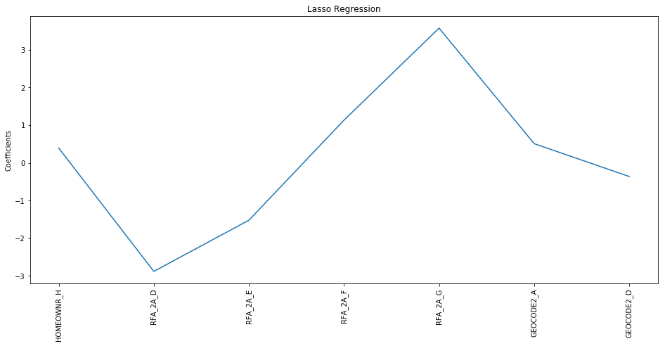 Lasso Regression
Coefficients
3
2
1
0
−1
−2
−3
HOMEOWNR_H
RFA_2A_D
RFA_2A_E
RFA_2A_F
RFA_2A_G
GEOCODE2_A
GEOCODE2_D